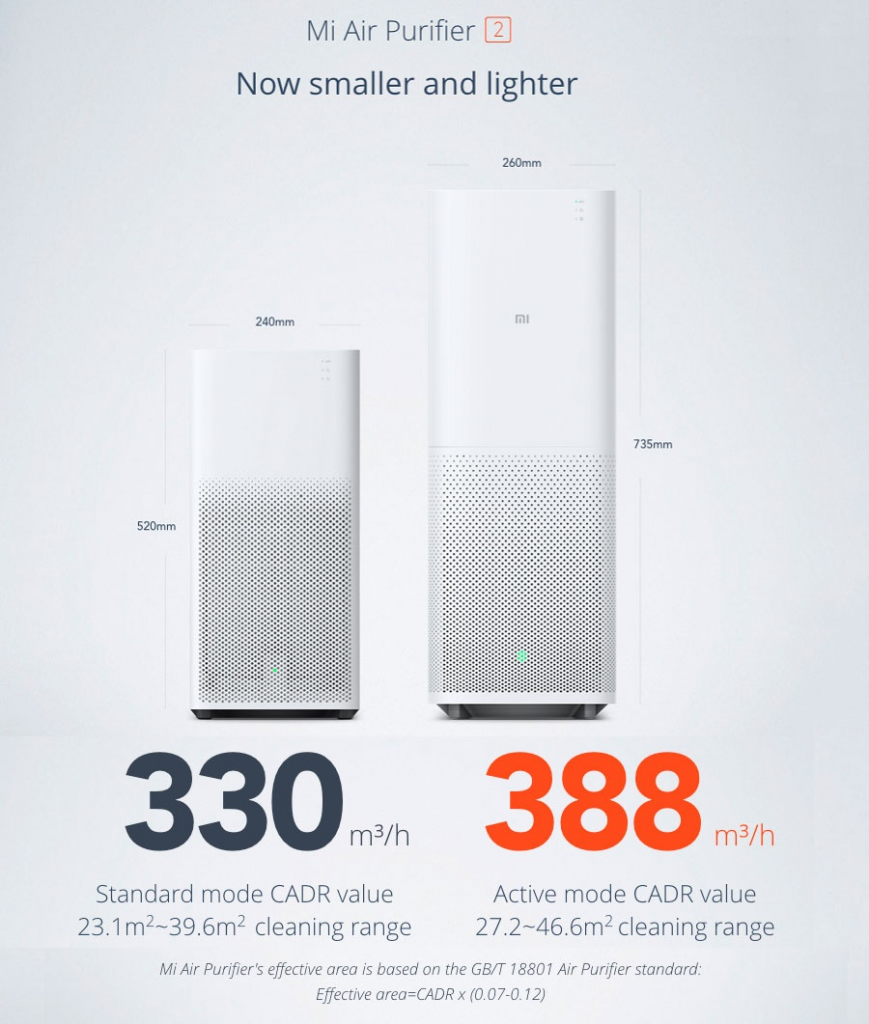 Mi Air Purifier 2
Now smaller and lighter
260mm
240mm
mi
735mm
520mm
330 m³/h
388 m³/h
Standard mode CADR value
23.1m²~39.6m² cleaning range
Active mode CADR value
27.2~46.6m² cleaning range
Mi Air Purifier's effective area is based on the GB/T 18801 Air Purifier standard:
Effective area=CADR x (0.07-0.12)